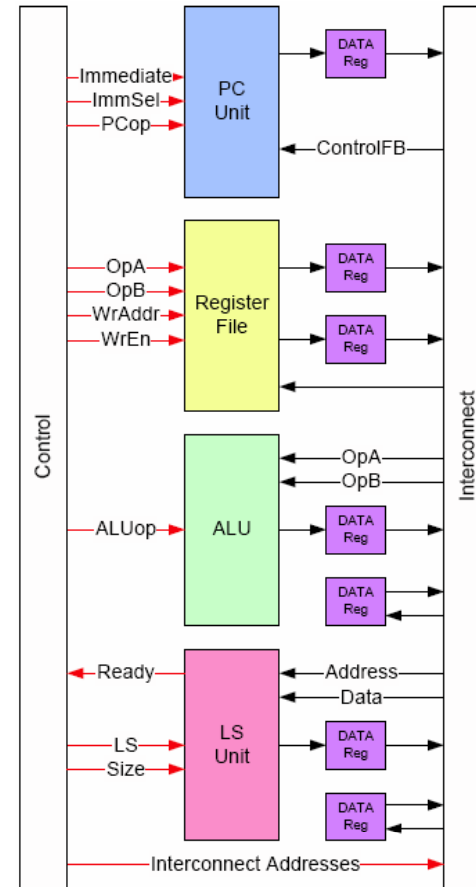 DATA
Reg
Immediate
ImmSel
PCop
PC
Unit
ControlFB
OpA
OpB
WrAddr
WrEn
Register
File
DATA
Reg
DATA
Reg
Control
Interconnect
OpA
OpB
ALUop
ALU
DATA
Reg
DATA
Reg
Ready
Address
Data
LS
Size
LS
Unit
DATA
Reg
DATA
Reg
Interconnect Addresses